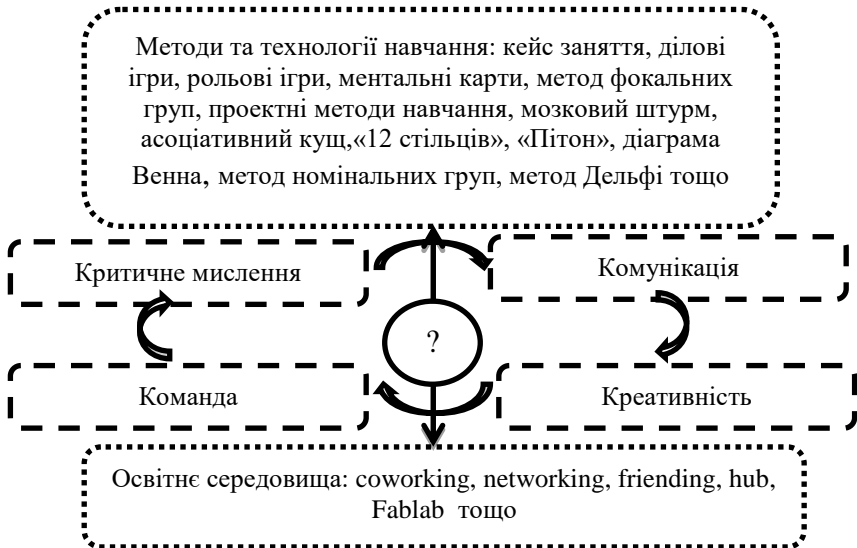 Методи та технології навчання: кейс заняття, ділові
ігри, рольові ігри, ментальні карти, метод фокальних
груп, проектні методи навчання, мозковий штурм,
асоціативний кущ,«12 стільців», «Пітон», діаграма
Венна, метод номінальних груп, метод Дельфі тощо
Критичне мислення
Комунікація
?
Команда
Креативність
Освітнє середовища: coworking, networking, friending, hub,
Fablab тощо